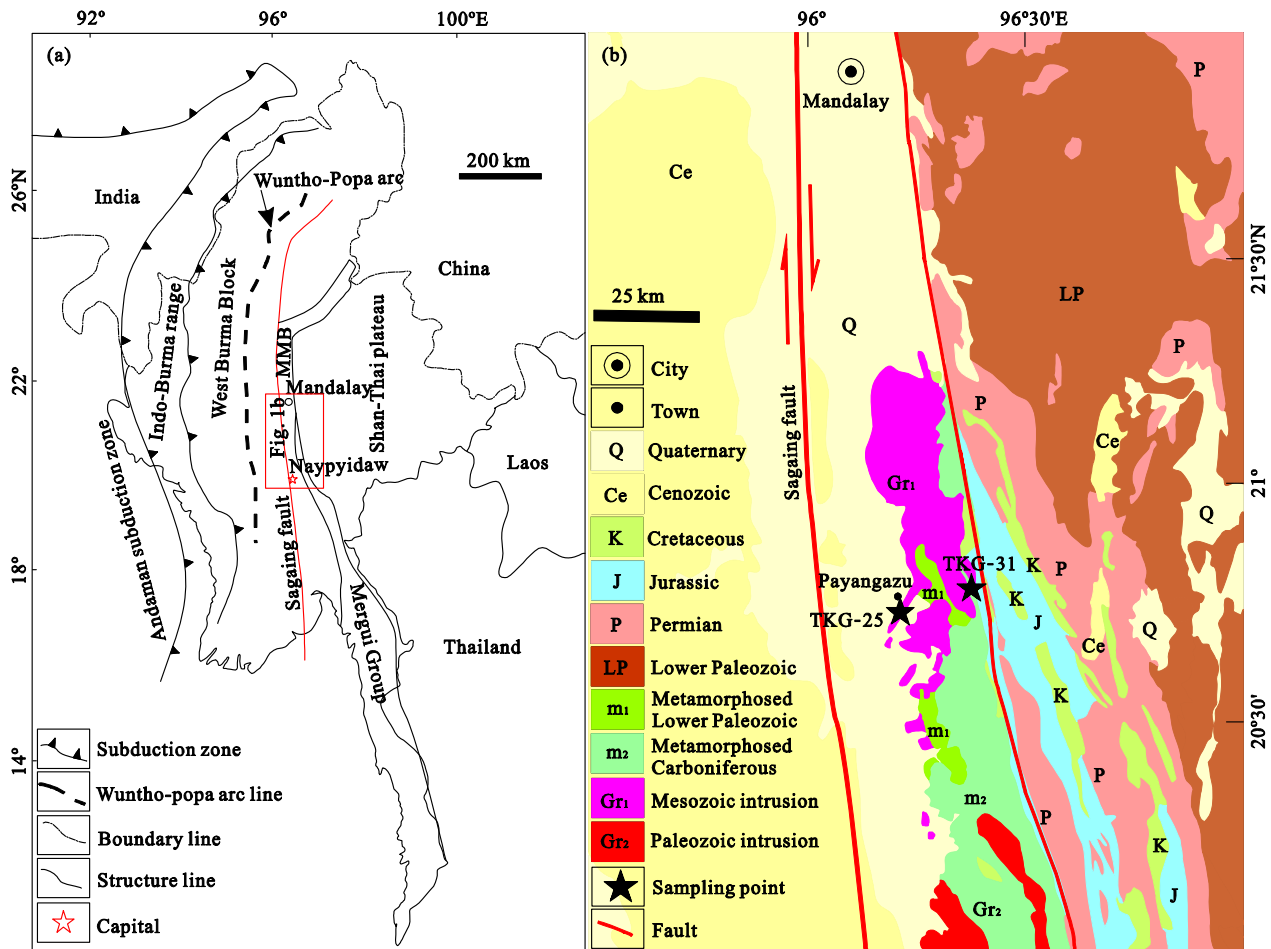 92°
96°
100°E
(a)
200 km
Wuntho-Popa arc
India
China
26°N
22°
18°
14°
Indo-Burma range
West Burma Block
MMB
Mandalay
Fig. 1b
Naypyidaw
Shan-Thai plateau
Laos
Andaman subduction zone
Sagaing fault
Mergui Group
Thailand
Subduction zone
Wuntho-popa arc line
Boundary line
Structure line
Capital
96°
96°30'E
(b)
Mandalay
P
Ce
LP
21°30'N
25 km
Q
P
P
Ce
Q
21°
Sagaing fault
Gr1
TKG-31
K
P
Payangazu
m1
K
TKG-25
J
Ce
Q
K
20°30'
m1
P
m2
P
K
J
Gr2
City
Town
Q Quaternary
Ce Cenozoic
K Cretaceous
J Jurassic
P Permian
LP Lower Paleozoic
m1 Metamorphosed
Lower Paleozoic
m2 Metamorphosed
Carboniferous
Gr1 Mesozoic intrusion
Gr2 Paleozoic intrusion
Sampling point
Fault